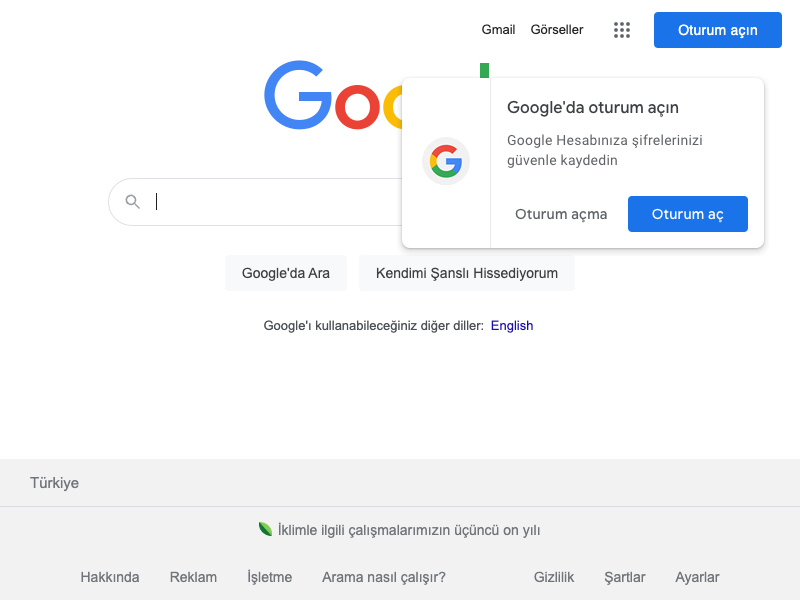 Gmail Görseller Oturum açın
Goo
Google'da oturum açın
Google Hesabınıza şifrelerinizi
güvenle kaydedin
Oturum açma Oturum aç
Google'da Ara Kendimi Şanslı Hissediyorum
Google'ı kullanabileceğiniz diğer diller: English
Türkiye
İklimle ilgili çalışmalarımızın üçüncü on yılı
Hakkında Reklam İşletme Arama nasıl çalışır? Gizlilik Şartlar Ayarlar